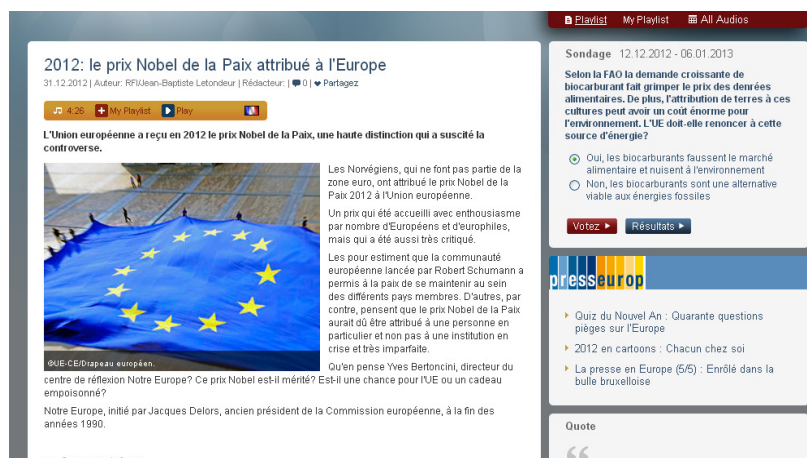 Playlist My Playlist All Audios
2012: le prix Nobel de la Paix attribué à l'Europe
31.12.2012 | Auteur: RFI/Jean-Baptiste Letondeur | Rédacteur: | 0 | Partagez
4:26 My Playlist Play
L'Union européenne a reçu en 2012 le prix Nobel de la Paix, une haute distinction qui a suscité la
controverse.
Les Norvégiens, qui ne font pas partie de la
zone euro, ont attribué le prix Nobel de la
Paix 2012 à l'Union européenne.
Un prix qui été accueilli avec enthousiasme
par nombre d'Européens et d'europhiles,
mais qui a été aussi très critiqué.
Les pour estiment que la communauté
européenne lancée par Robert Schumann a
permis à la paix de se maintenir au sein
des différents pays membres. D'autres, par
contre, pensent que le prix Nobel de la Paix
aurait dû être attribué à une personne en
particulier et non pas à une institution en
crise et très imparfaite.
©UE-CE/Drapeau européen.
Qu'en pense Yves Bertoncini, directeur du
centre de réflexion Notre Europe? Ce prix Nobel est-il mérité? Est-il une chance pour l'UE ou un cadeau
empoisonné?
Notre Europe, initié par Jacques Delors, ancien président de la Commission européenne, à la fin des
années 1990.
Sondage 12.12.2012 - 06.01.2013
Selon la FAO la demande croissante de
biocarburant fait grimper le prix des denrées
alimentaires. De plus, l'attribution de terres à ces
cultures peut avoir un coût énorme pour
l'environnement. L'UE doit-elle renoncer à cette
source d'énergie?
Oui, les biocarburants faussent le marché
alimentaire et nuisent à l'environnement
Non, les biocarburants sont une alternative
viable aux énergies fossiles
Votez Résultats
presseurop
Quiz du Nouvel An : Quarante questions
pièges sur l'Europe
2012 en cartoons : Chacun chez soi
La presse en Europe (5/5) : Enrôlé dans la
bulle bruxelloise
Quote